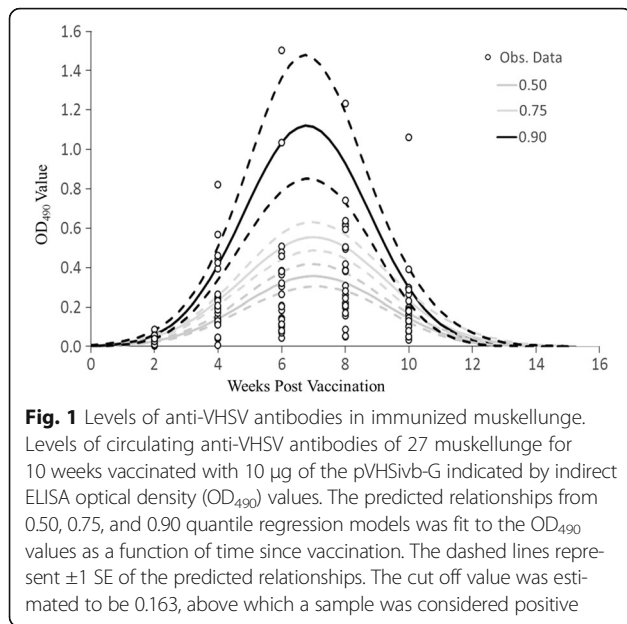 1.6
1.4
1.2
1.0
0.8
0.6
0.4
0.2
0.0
OD490 Value
Obs. Data
0.50
0.75
0.90
0 2 4 6 8 10 12 14 16
Weeks Post Vaccination
Fig. 1 Levels of anti-VHSV antibodies in immunized muskellunge.
Levels of circulating anti-VHSV antibodies of 27 muskellunge for
10 weeks vaccinated with 10 μg of the pVHSivb-G indicated by indirect
ELISA optical density (OD490) values. The predicted relationships from
0.50, 0.75, and 0.90 quantile regression models was fit to the OD490
values as a function of time since vaccination. The dashed lines repre-
sent ±1 SE of the predicted relationships. The cut off value was esti-
mated to be 0.163, above which a sample was considered positive